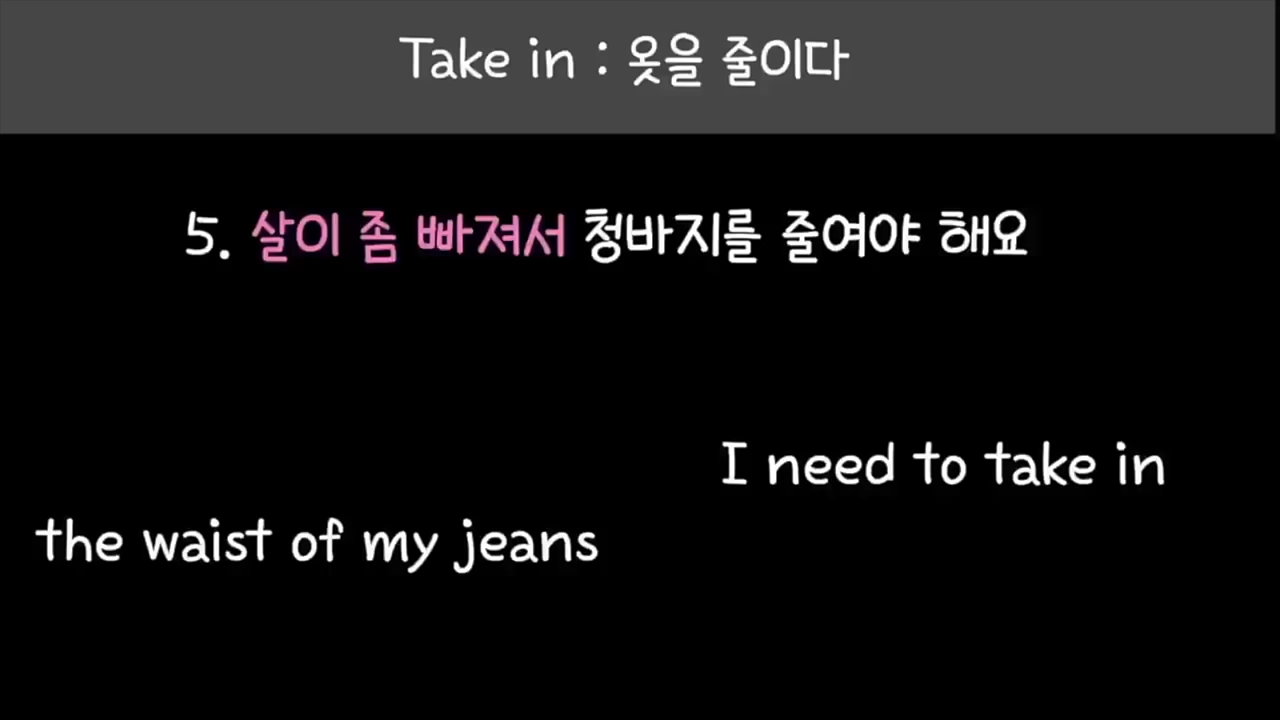 Take in : 옷을 줄이다
5. 살이 좀 빠져서 청바지를 줄여야 해요
I need to take in
the waist of my jeans